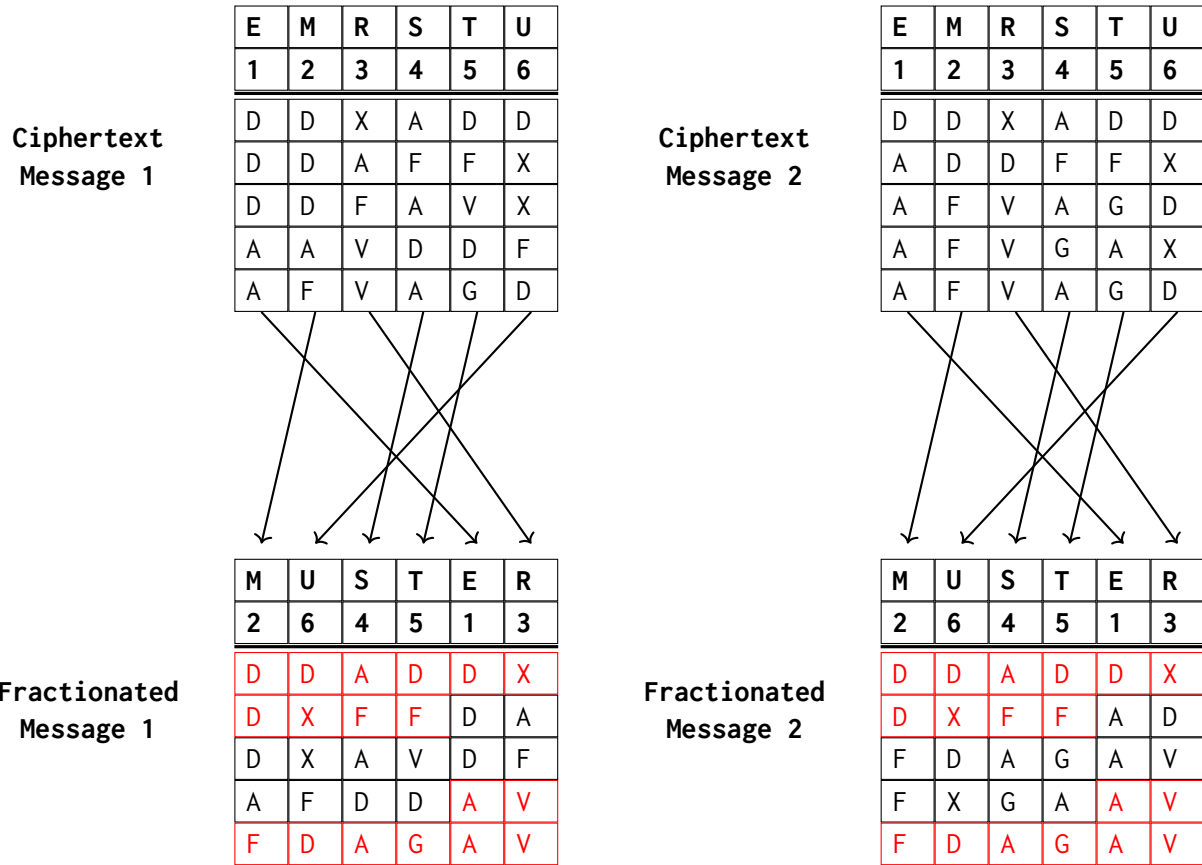 E M R S T U
1 2 3 4 5 6
D D X A D D
D D A F F X
D D F A V X
A A V D D F
A F V A G D
Ciphertext
Message 1
E M R S T U
1 2 3 4 5 6
D D X A D D
A D D F F X
A F V A G D
A F V G A X
A F V A G D
Ciphertext
Message 2
M U S T E R
2 6 4 5 1 3
D D A D D X
D X F F D A
D X A V D F
A F D D A V
F D A G A V
Fractionated
Message 1
M U S T E R
2 6 4 5 1 3
D D A D D X
D X F F A D
F D A G A V
F X G A A V
F D A G A V
Fractionated
Message 2